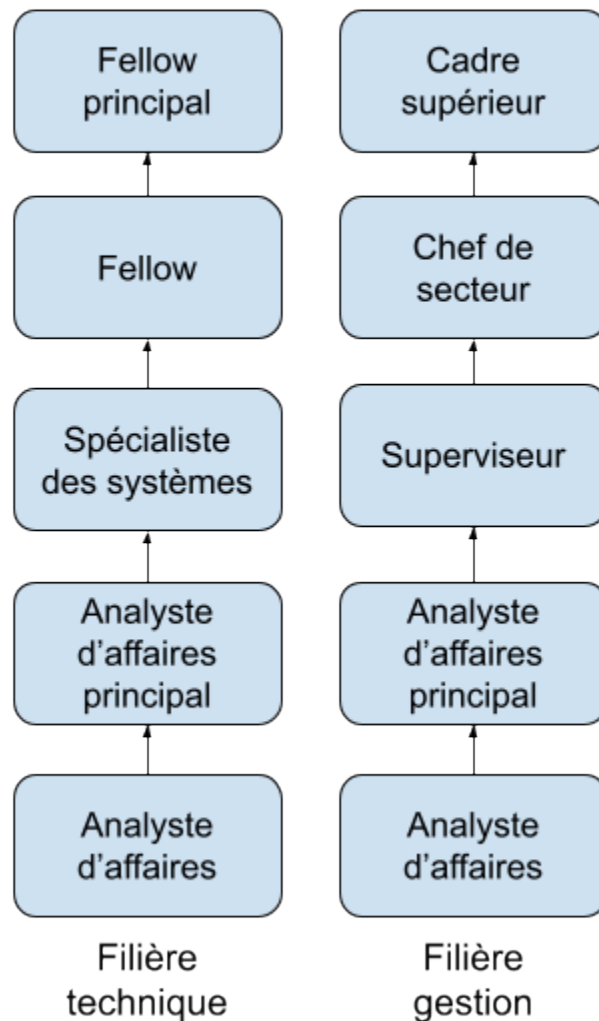 Fellow
principal
Cadre
supérieur
Fellow
Chef de
secteur
Spécialiste
des systèmes
Superviseur
Analyste
d’affaires
principal
Analyste
d’affaires
principal
Analyste
d’affaires
Analyste
d’affaires
Filière
technique
Filière
gestion